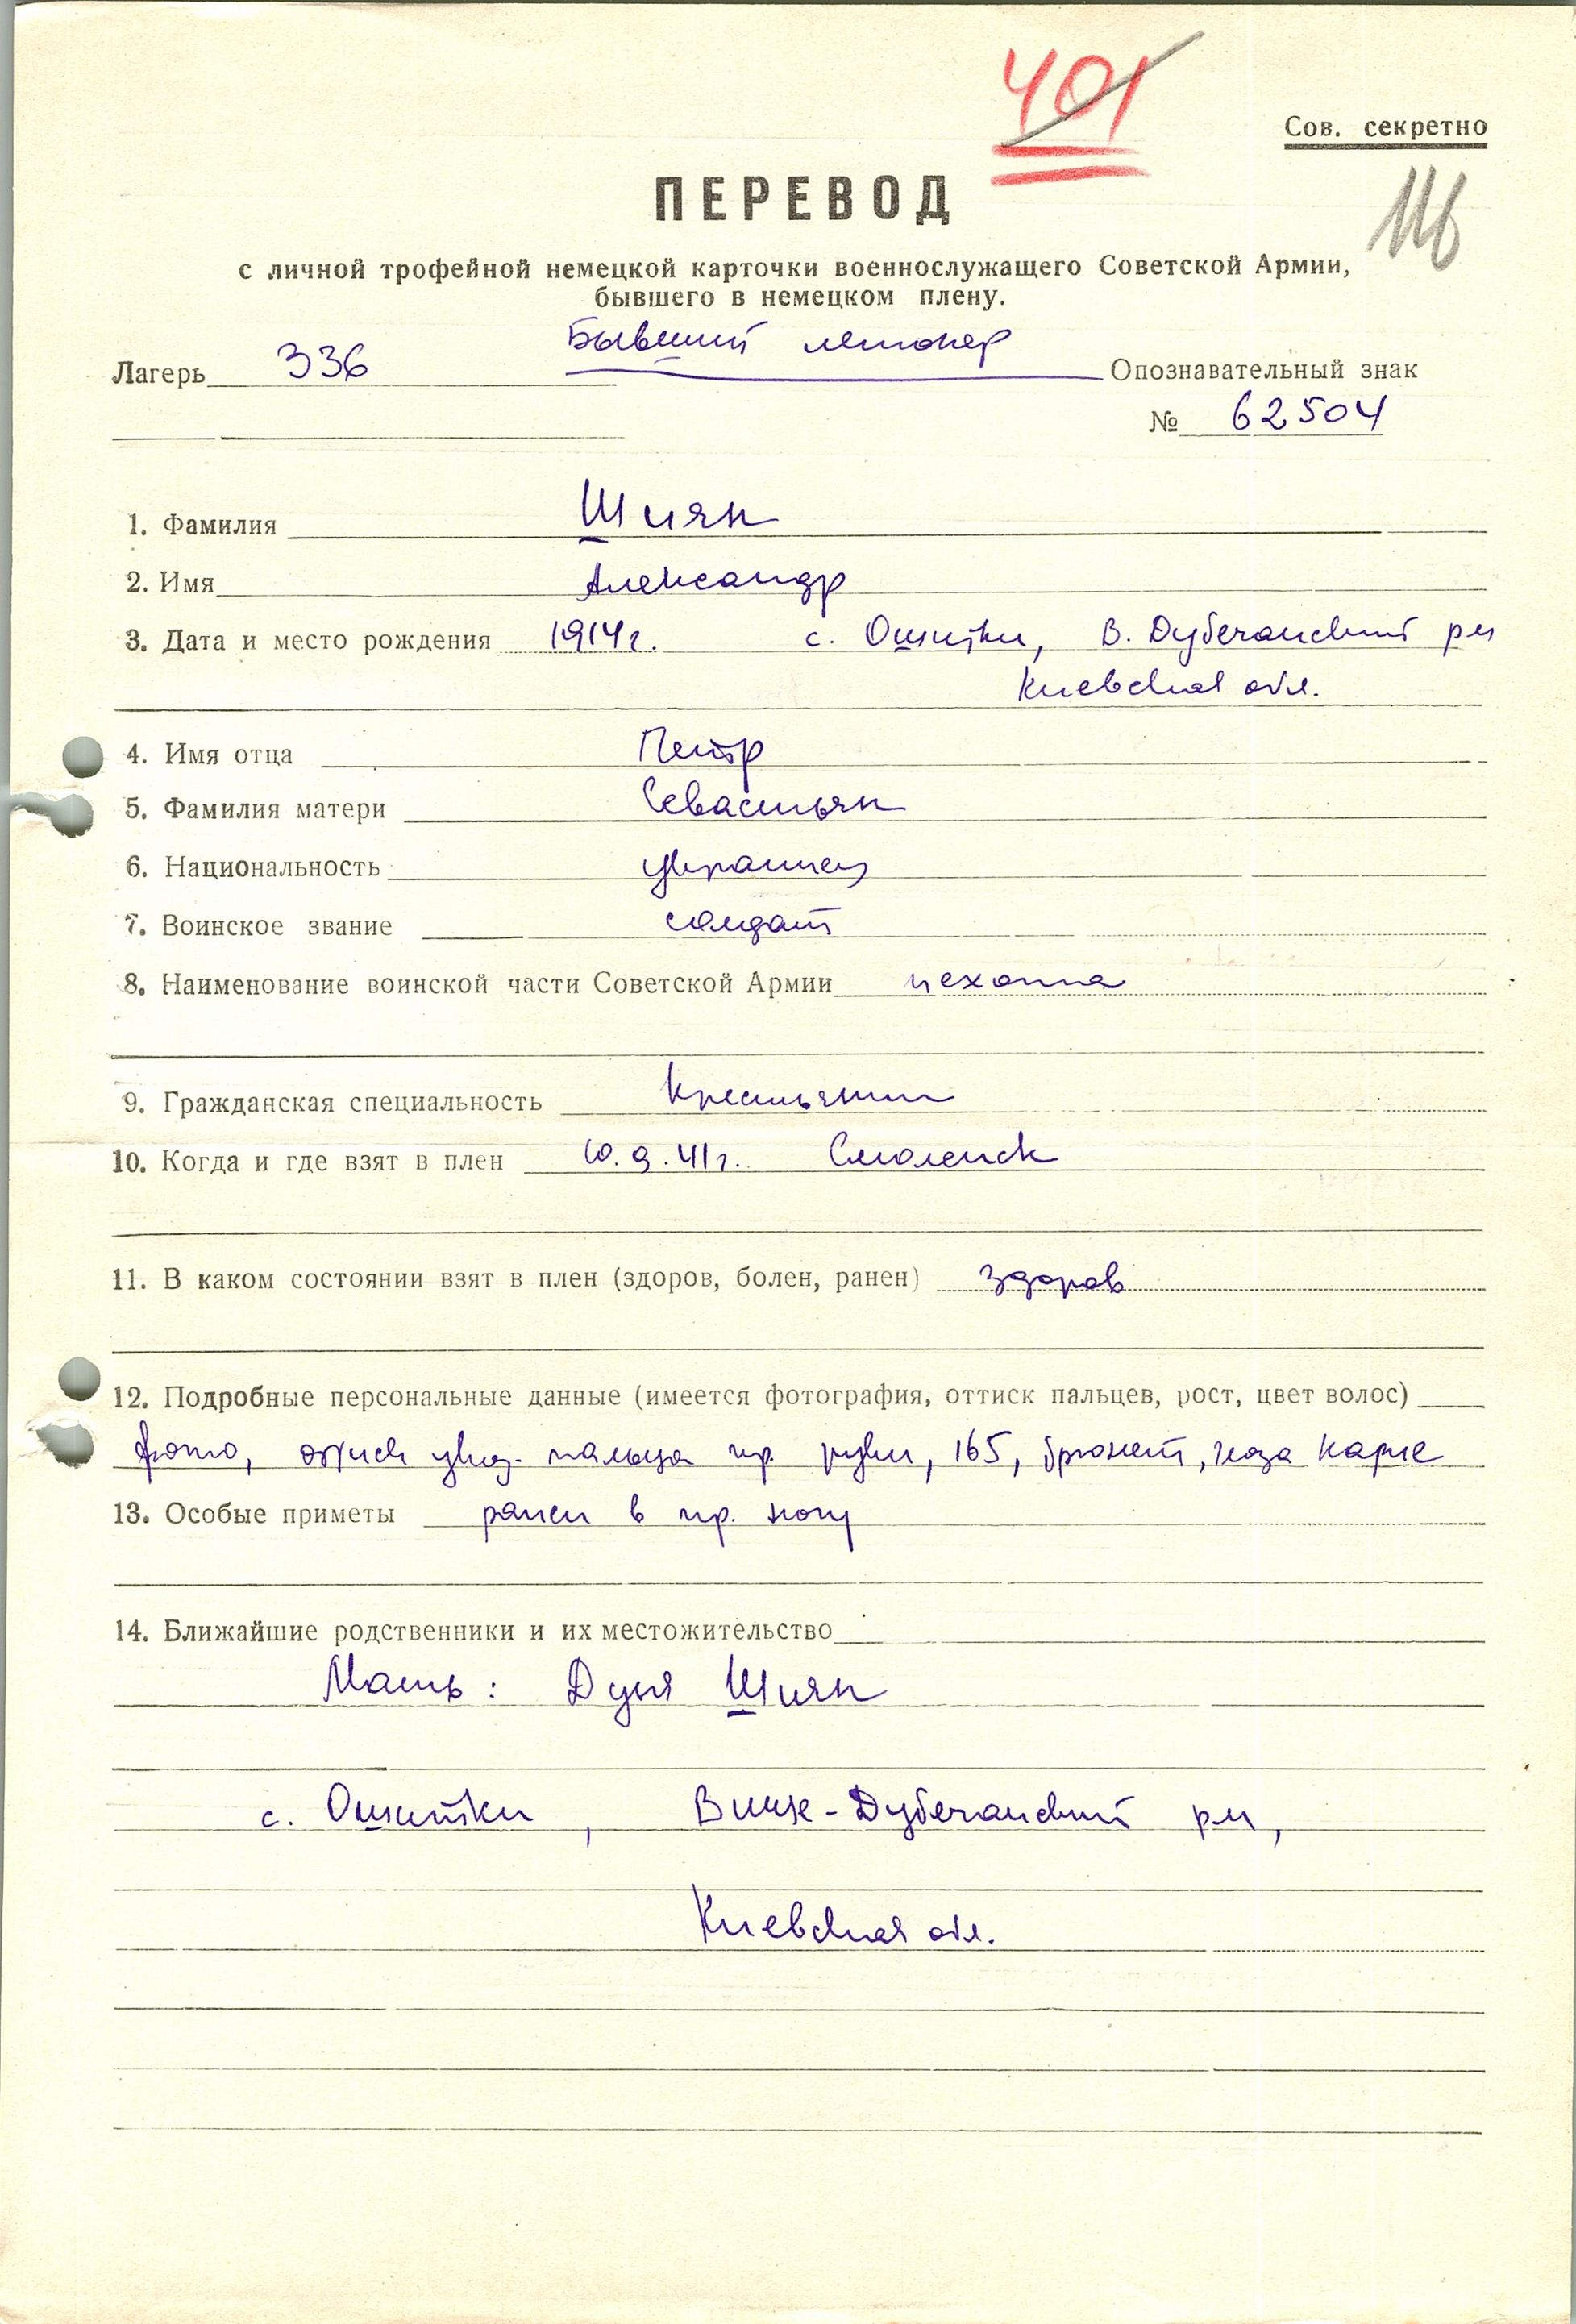 401
Сов. секретно
116
ПЕРЕВОД
с личной трофейной немецкой карточки военнослужащего Советской Армии,
бывшего в немецком плену.
Бывший легионер
Лагерь 336 Опознавательный знак
№ 62504
1. Фамилия Шиян
2. Имя Александр
3. Дата и место рождения 1914 г. с. Ошитки, В. Дубечанский рн
Киевская обл.
4. Имя отца Петр
5. Фамилия матери Севастьян
6. Национальность украинец
7. Воинское звание солдат
8. Наименование воинской части Советской Армии пехота
9. Гражданская специальность Крестьянин
10. Когда и где взят в плен 10.9.41 г. Смоленск
11. В каком состоянии взят в плен (здоров, болен, ранен) здоров
12. Подробные персональные данные (имеется фотография, оттиск пальцев, рост, цвет волос)
фото, оттиск указ. пальца пр. руки, 165, брюнет, глаза карие
13. Особые приметы ранен в пр. ногу
14. Ближайшие родственники и их местожительство
Мать: Дуня Шиян
с. Ошитки, Выще-Дубечанский рн,
Киевская обл.